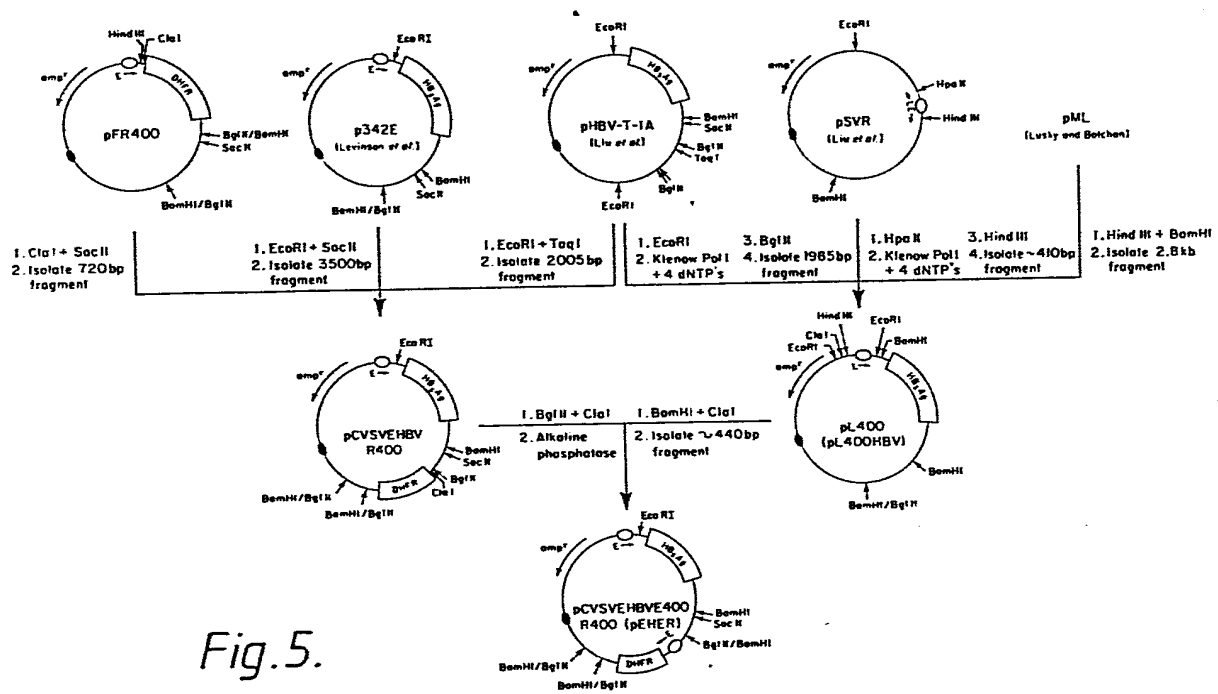 HindIII
ClaI
E
DHFR
ampr
pFR400
BglII/BamHI
SacII
BamHI/BglII
EcoRI
E
HBsAg
ampr
p342E
[Levinson et al.]
BamHI
SacII
BamHI/BglII
EcoRI
HBsAg
ampr
pHBV-T-1A
[Liu et al.]
BamHI
SacII
BglII
TaqI
BglII
EcoRI
EcoRI
ampr
HpaII
HindIII
pSVR
[Liu et al.]
BamHI
pML
[Lusky and Botchan]
1. ClaI + SacII
2. Isolate 720bp
fragment
1. EcoRI + SacII
2. Isolate 3500bp
fragment
1. EcoRI + TaqI
2. Isolate 2005bp
fragment
1. EcoRI
2. Klenow PolI
+ 4 dNTP's
3. BglII
4. Isolate 1985bp
fragment
1. HpaII
2. Klenow PolI
+ 4 dNTP's
3. HindIII
4. Isolate ~410bp
fragment
1. HindIII + BamHI
2. Isolate 2.8kb
fragment
EcoRI
E
HBsAg
ampr
pCVSVEHBV
R400
BamHI
SacII
BglII
ClaI
DHFR
BamHI/BglII
BamHI/BglII
1. BglII + ClaI
2. Alkaline
phosphatase
1. BamHI + ClaI
2. Isolate ~440bp
fragment
HindIII
ClaI
EcoRI
EcoRI
BamHI
E
HBsAg
ampr
pL400
(pL400HBV)
BamHI
BamHI/BglII
EcoRI
E
HBsAg
ampr
pCVSVEHBVE400
R400 (pEHER)
BamHI
SacII
BglII/BamHI
E
DHFR
BamHI/BglII
BamHI/BglII
Fig.5.